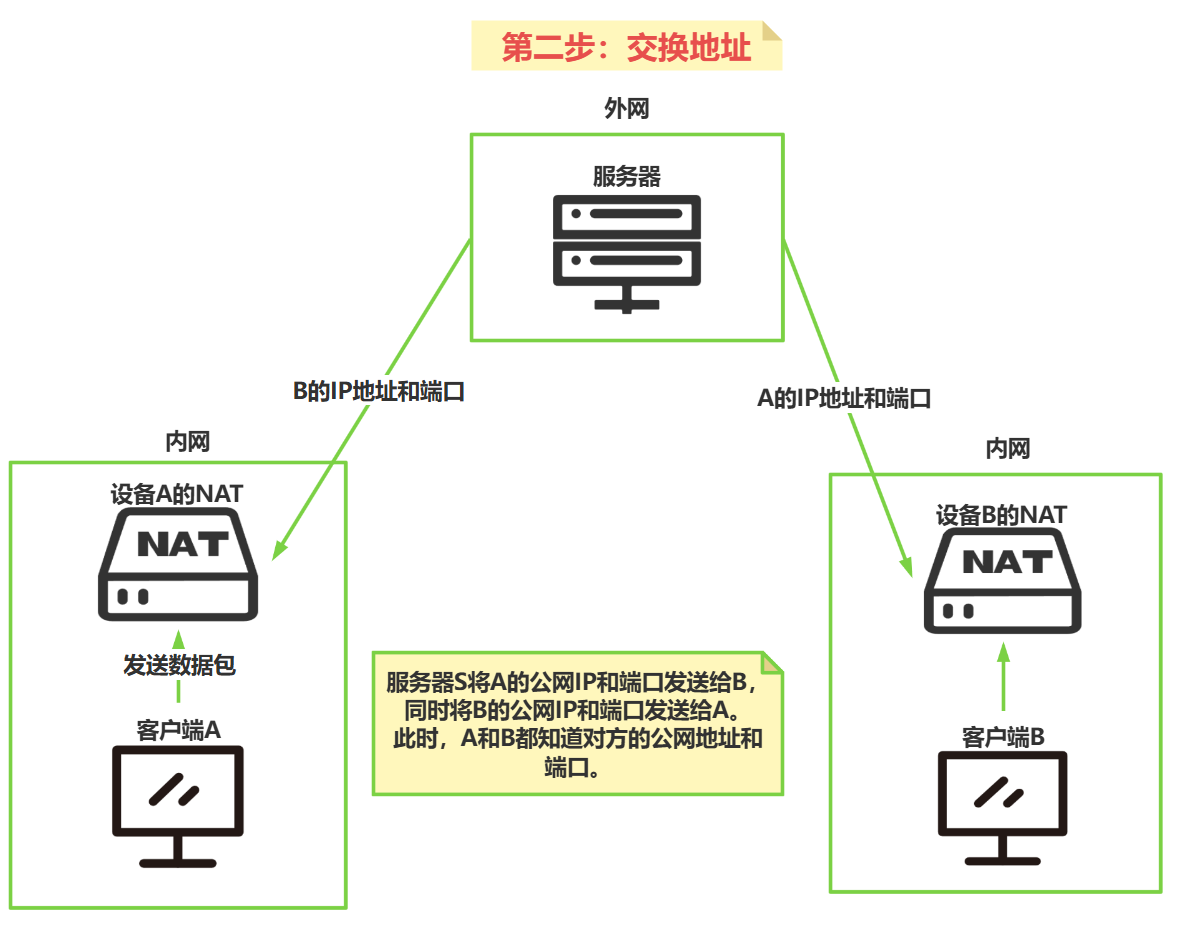 第二步：交换地址
外网
服务器
B的IP地址和端口
A的IP地址和端口
内网
设备A的NAT
NAT
发送数据包
客户端A
内网
设备B的NAT
NAT
客户端B
服务器S将A的公网IP和端口发送给B，
同时将B的公网IP和端口发送给A。
此时，A和B都知道对方的公网地址和
端口。